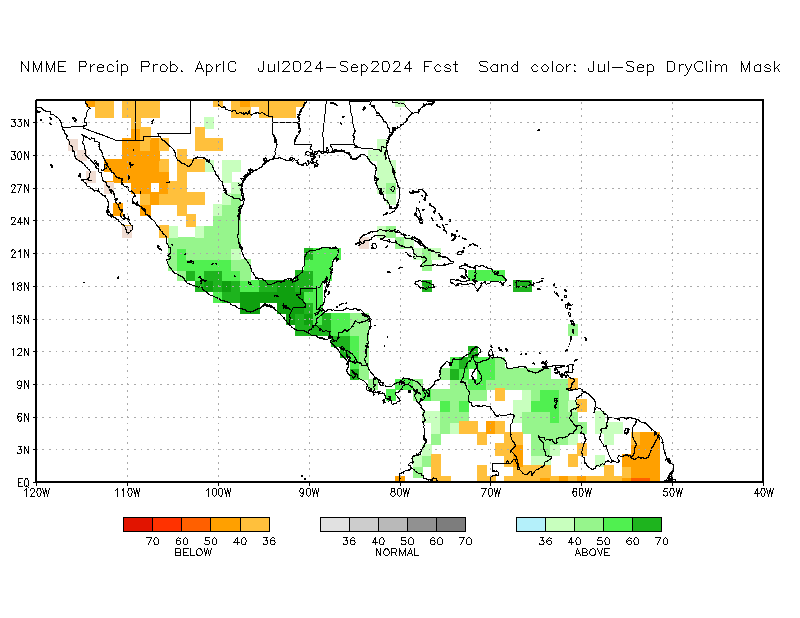 NMME Precip Prob. AprIC Jul2024-Sep2024 Fcst Sand color: Jul-Sep DryClim Mask
33N
30N
27N
24N
21N
18N
15N
12N
9N
6N
3N
EQ
120W 110W 100W 90W 80W 70W 60W 50W 40W
70 60 50 40 36 36 40 50 60 70 36 40 50 60 70
BELOW NORMAL ABOVE